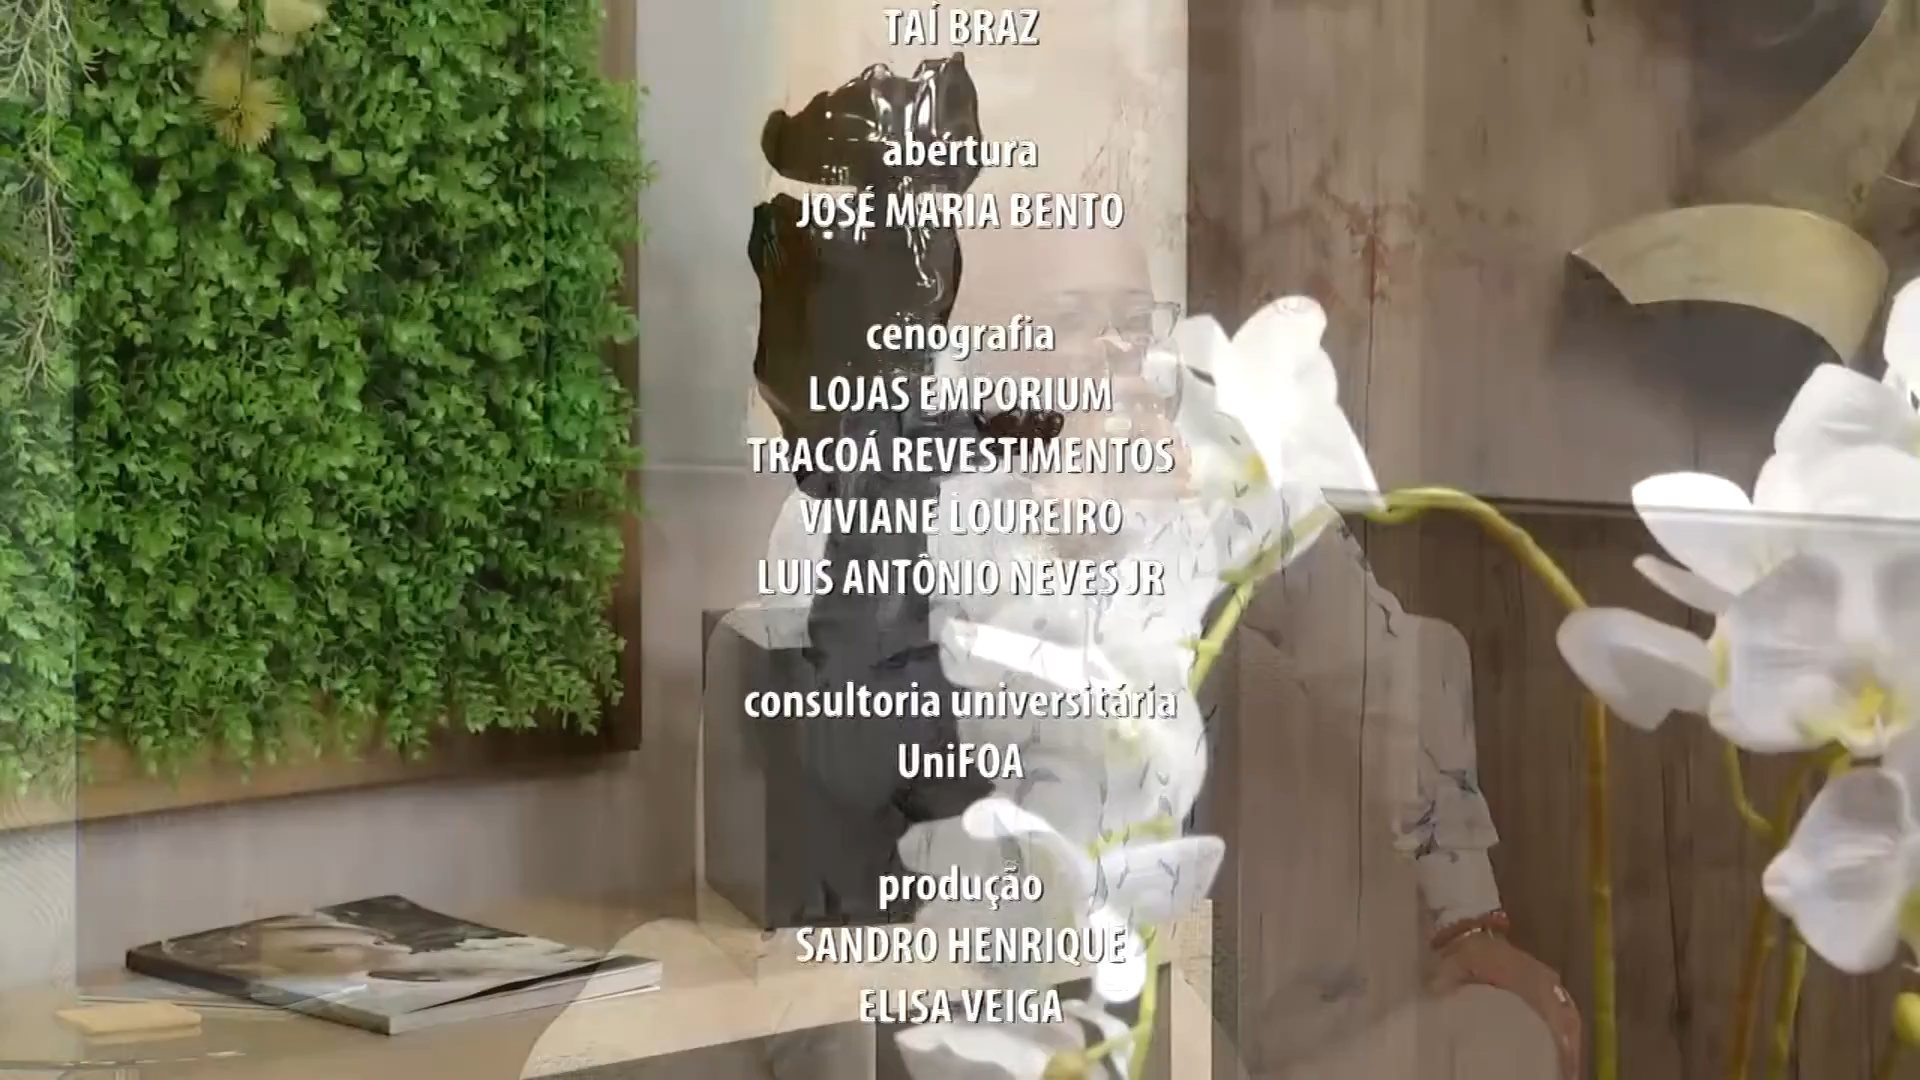 TAÍ BRAZ
abertura
JOSÉ MARIA BENTO
cenografia
LOJAS EMPORIUM
TRACOÁ REVESTIMENTOS
VIVIANE LOUREIRO
LUIS ANTÔNIO NEVES JR
consultoria universitária
UniFOA
produção
SANDRO HENRIQUE
ELISA VEIGA